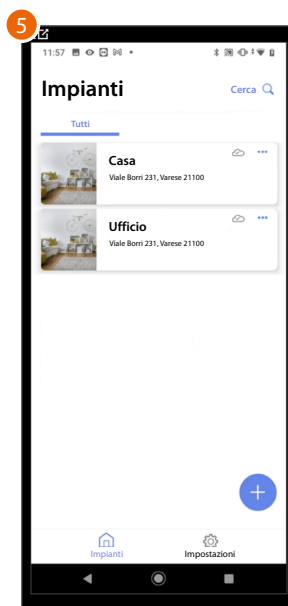 5
11:57
Impianti
Cerca
Tutti
Casa
Viale Borri 231, Varese 21100
Ufficio
Viale Borri 231, Varese 21100
Impianti
Impostazioni